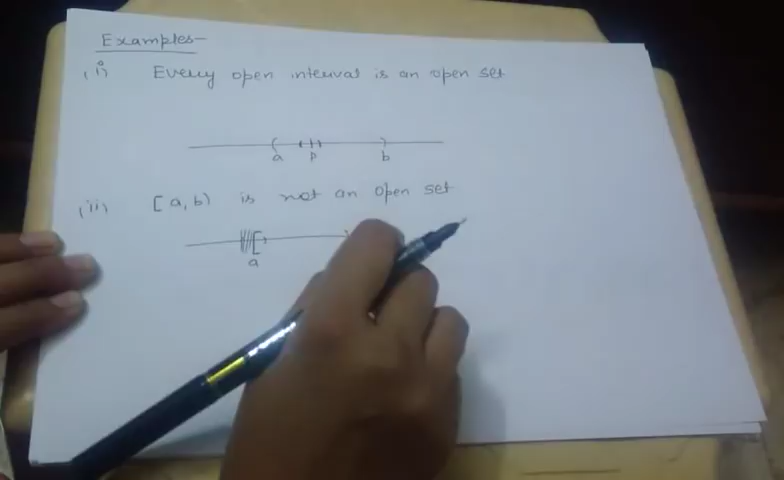 Examples-
(i) Every open interval is an open set
( )
a p b
(ii) [a, b) is not an open set
[
a